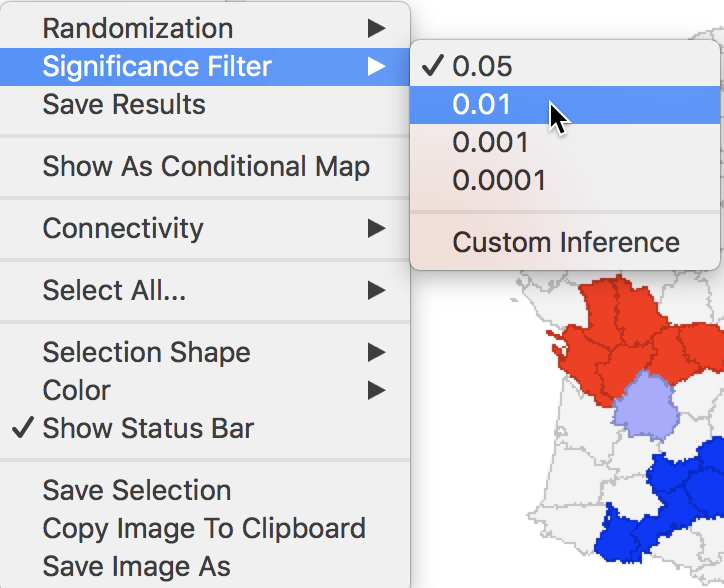 Randomization
Significance Filter
Save Results
Show As Conditional Map
Connectivity
Select All...
Selection Shape
Color
Show Status Bar
Save Selection
Copy Image To Clipboard
Save Image As
0.05
0.01
0.001
0.0001
Custom Inference